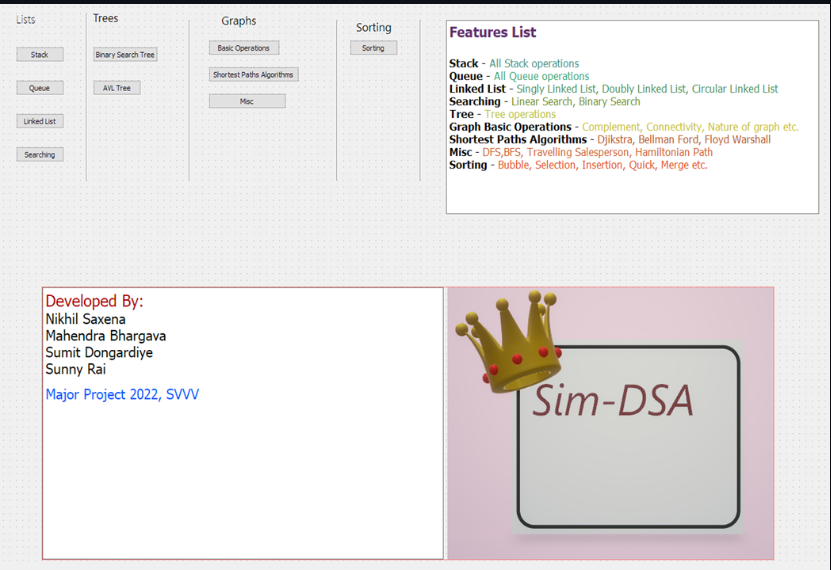 Lists
Stack
Queue
Linked List
Searching
Trees
Binary Search Tree
AVL Tree
Graphs
Basic Operations
Shortest Paths Algorithms
Misc
Sorting
Sorting
Features List
Stack - All Stack operations
Queue - All Queue operations
Linked List - Singly Linked List, Doubly Linked List, Circular Linked List
Searching - Linear Search, Binary Search
Tree - Tree operations
Graph Basic Operations - Complement, Connectivity, Nature of graph etc.
Shortest Paths Algorithms - Djikstra, Bellman Ford, Floyd Warshall
Misc - DFS,BFS, Travelling Salesperson, Hamiltonian Path
Sorting - Bubble, Selection, Insertion, Quick, Merge etc.
Developed By:
Nikhil Saxena
Mahendra Bhargava
Sumit Dongardiye
Sunny Rai
Major Project 2022, SVVV
Sim-DSA